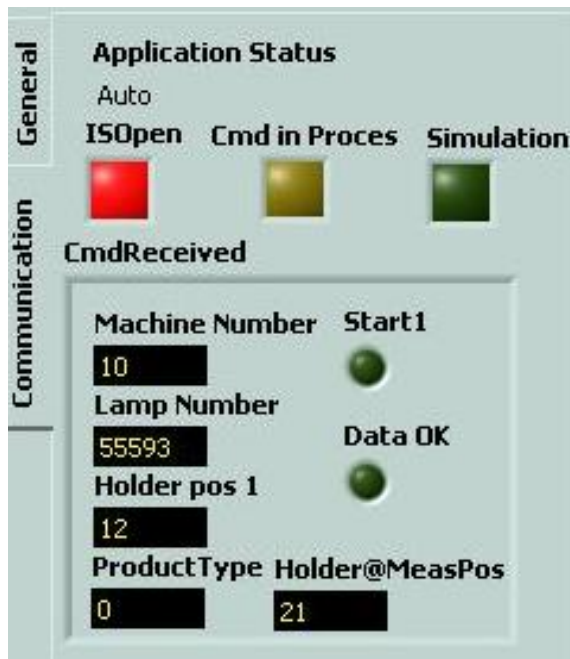 General
Communication
Application Status
Auto
ISOpen Cmd in Proces Simulation
CmdReceived
Machine Number Start1
10
Lamp Number
55593 Data OK
Holder pos 1
12
ProductType Holder@MeasPos
0 21